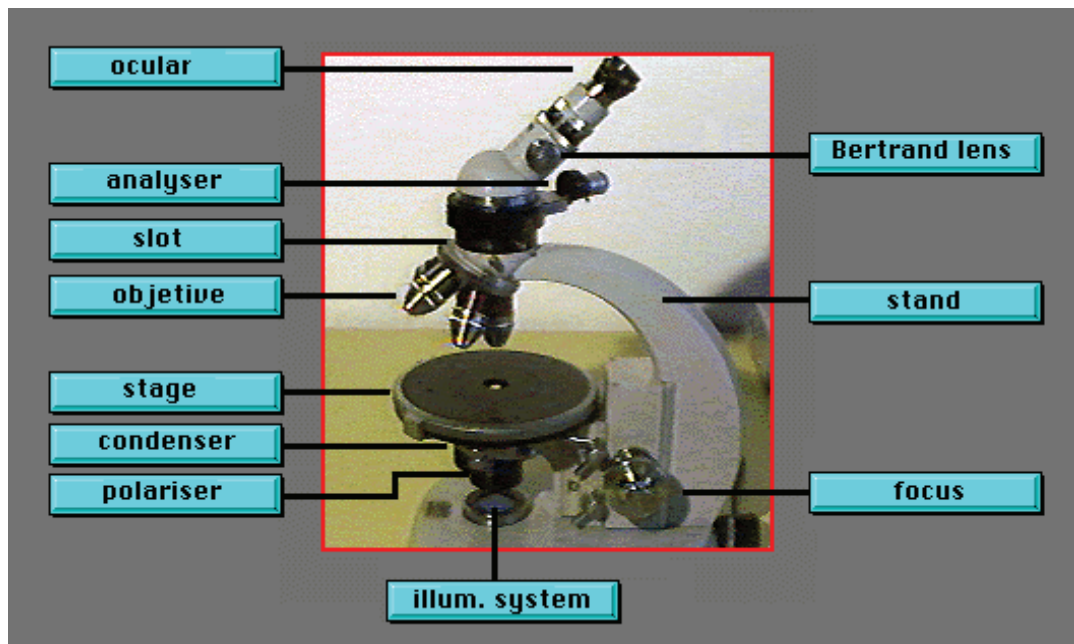 ocular
analyser
slot
objetive
stage
condenser
polariser
illum. system
Bertrand lens
stand
focus